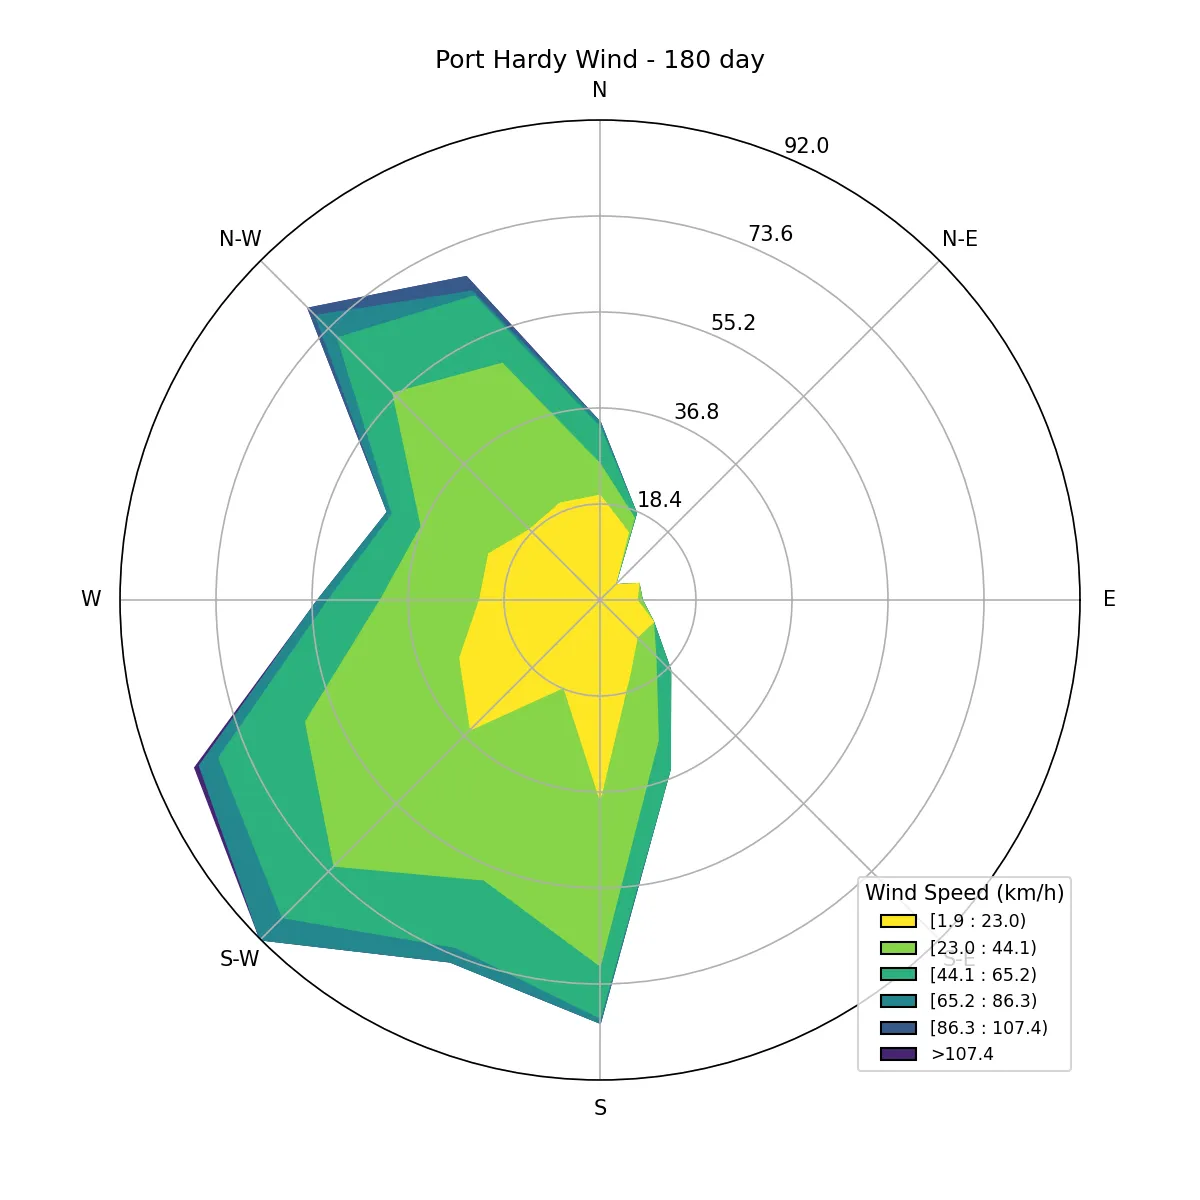 Port Hardy Wind - 180 day
N
92.0
73.6
N-W
N-E
55.2
36.8
18.4
W
E
Wind Speed (km/h)
[1.9 : 23.0)
[23.0 : 44.1)
S-W
S-E
[44.1 : 65.2)
[65.2 : 86.3)
[86.3 : 107.4)
>107.4
S